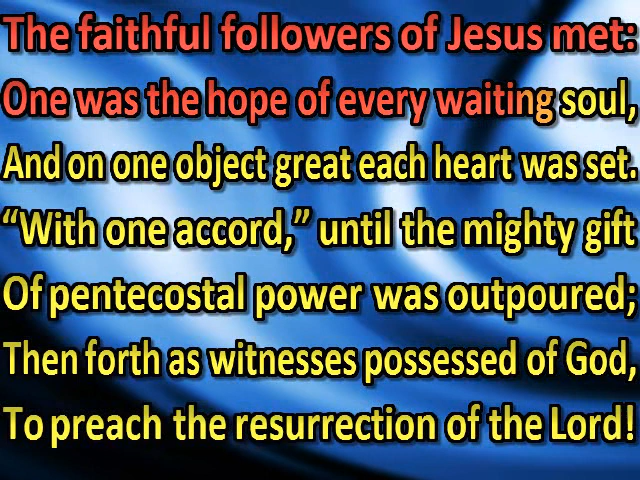 The faithful followers of Jesus met:
One was the hope of every waiting soul,
And on one object great each heart was set.
“With one accord,” until the mighty gift
Of pentecostal power was outpoured;
Then forth as witnesses possessed of God,
To preach the resurrection of the Lord!